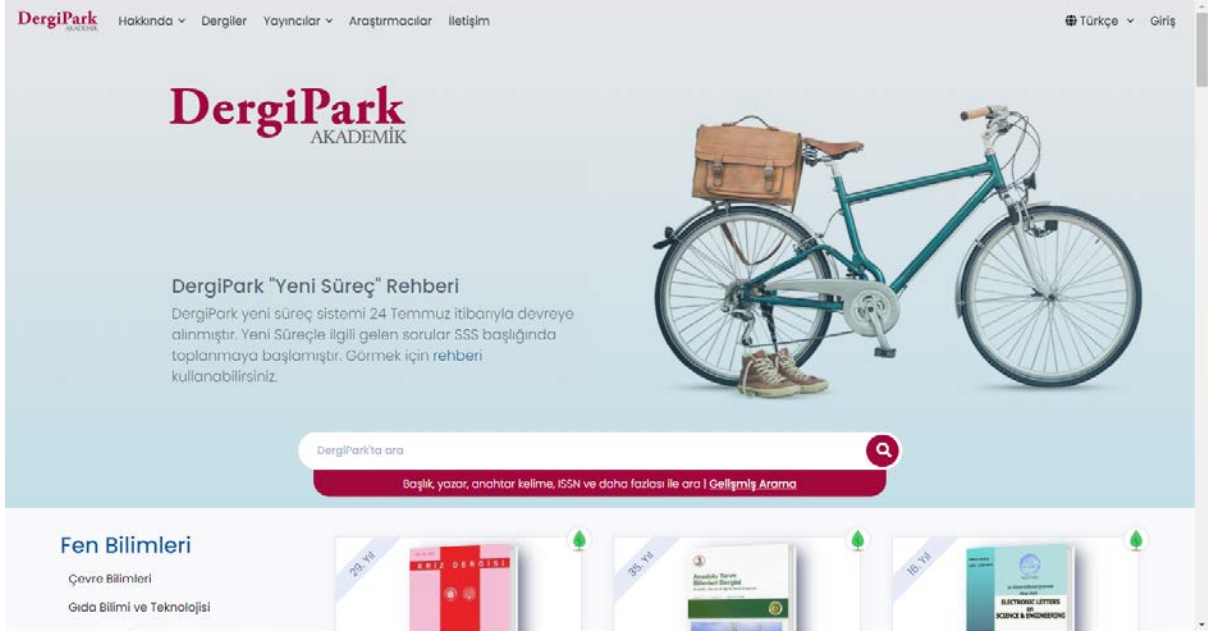 DergiPark AKADEMİK Hakkında Dergiler Yayıncılar Araştırmacılar İletişim Türkçe Giriş
DergiPark
AKADEMİK
DergiPark "Yeni Süreç" Rehberi
DergiPark yeni süreç sistemi 24 Temmuz itibarıyla devreye
alınmıştır. Yeni Süreçle ilgili gelen sorular SSS başlığında
toplanmaya başlamıştır. Görmek için rehberi
kullanabilirsiniz.
DergiPark'ta ara
Başlık, yazar, anahtar kelime, ISSN ve daha fazlası ile ara | Gelişmiş Arama
Fen Bilimleri
Çevre Bilimleri
Gıda Bilimi ve Teknolojisi
29. Yıl
KRİZ DERGİSİ
35. Yıl
Anadolu Tarım
Bilimleri Dergisi
16. Yıl
ELECTRONIC LETTERS
ON
SCIENCE & ENGINEERING